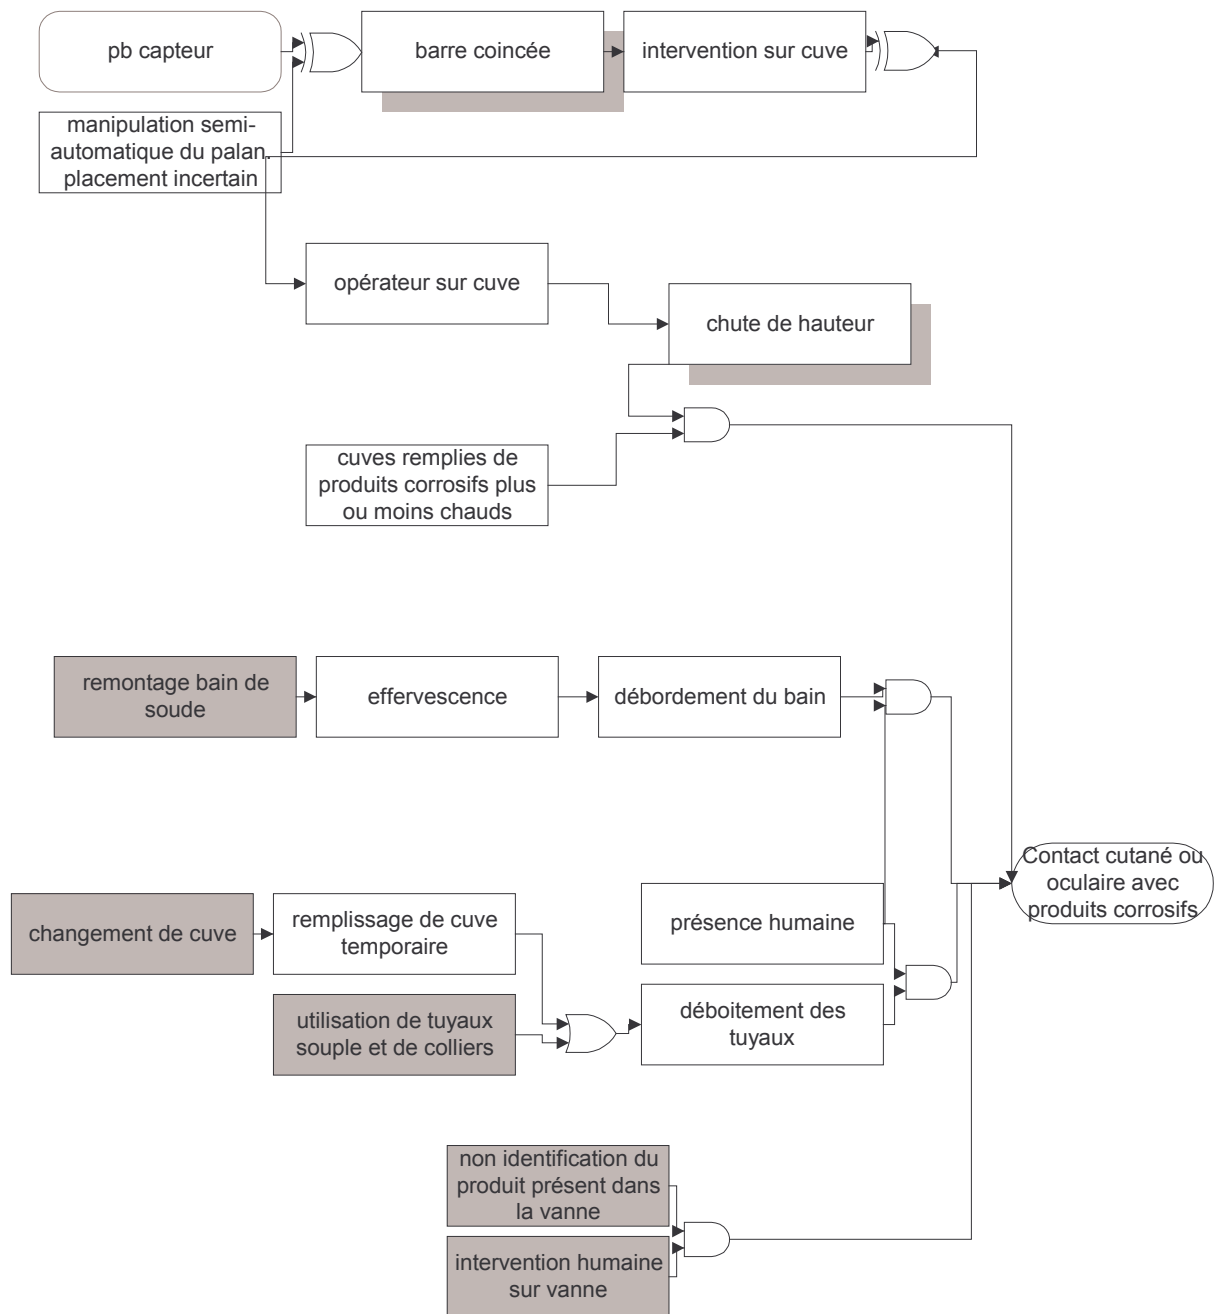 pb capteur
barre coincée
intervention sur cuve
manipulation semi-
automatique du palan.
placement incertain
opérateur sur cuve
chute de hauteur
cuves remplies de
produits corrosifs plus
ou moins chauds
remontage bain de
soude
effervescence
débordement du bain
Contact cutané ou
oculaire avec
produits corrosifs
changement de cuve
remplissage de cuve
temporaire
présence humaine
utilisation de tuyaux
souple et de colliers
déboitement des
tuyaux
non identification du
produit présent dans
la vanne
intervention humaine
sur vanne